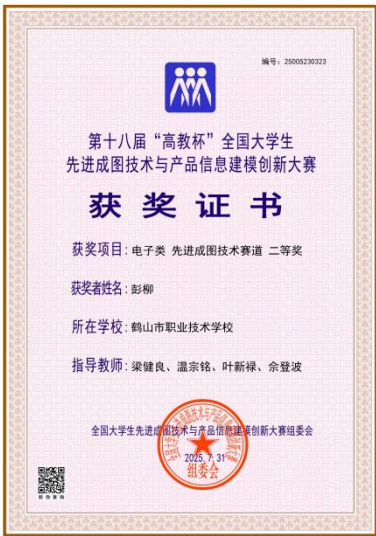 编号：25005230323
第十八届“高教杯”全国大学生
先进成图技术与产品信息建模创新大赛
获奖证书
获奖项目：电子类 先进成图技术赛道 二等奖
获奖者姓名：彭柳
所在学校：鹤山市职业技术学校
指导教师：梁健良、温宗铭、叶新禄、佘登波
全国大学生先进成图技术与产品信息建模创新大赛组委会
2025.7.31
组委会